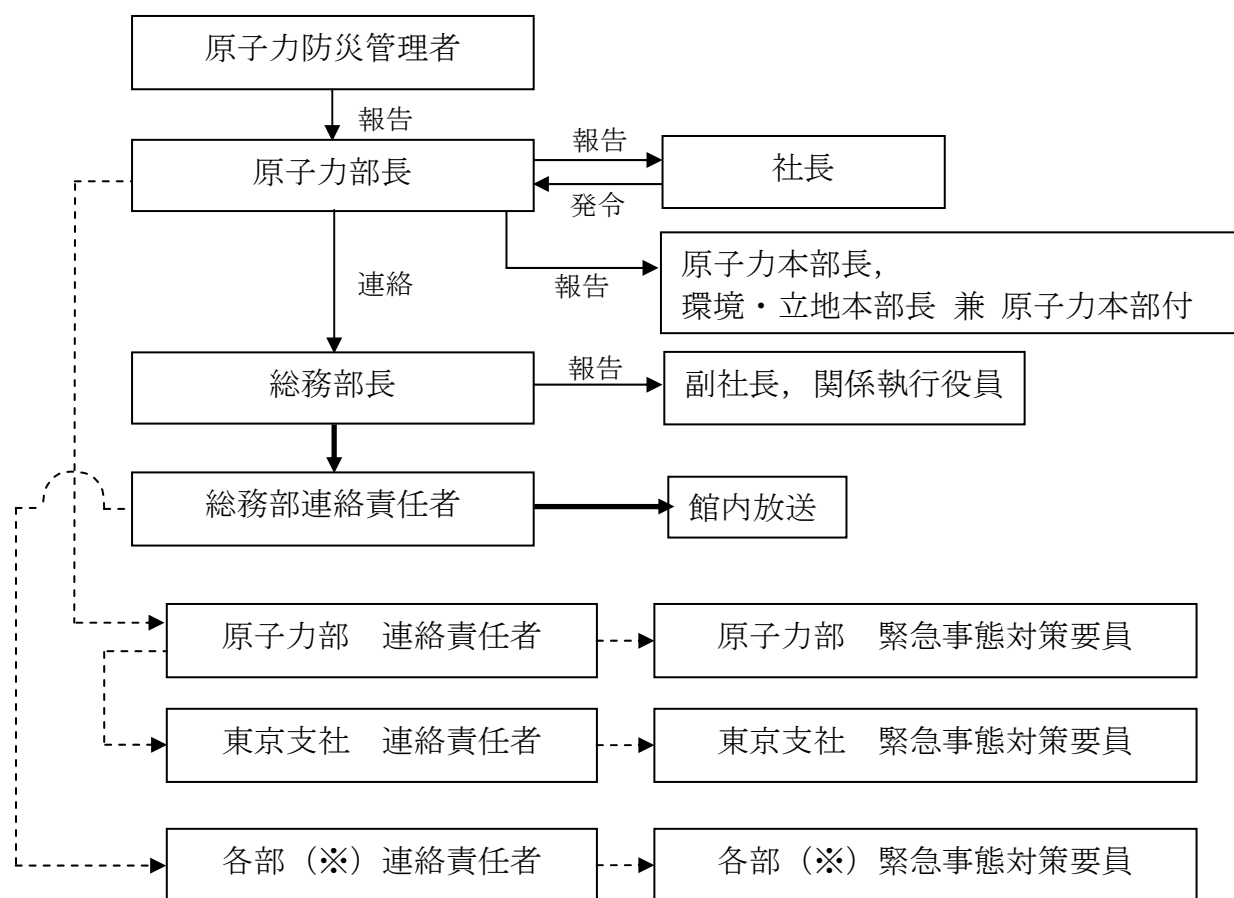 原子力防災管理者
報告
原子力部長
報告
社長
発令
連絡
報告
原子力本部長，
環境・立地本部長 兼 原子力本部付
総務部長
報告
副社長，関係執行役員
総務部連絡責任者
館内放送
原子力部　連絡責任者
原子力部　緊急事態対策要員
東京支社　連絡責任者
東京支社　緊急事態対策要員
各部（※）連絡責任者
各部（※）緊急事態対策要員